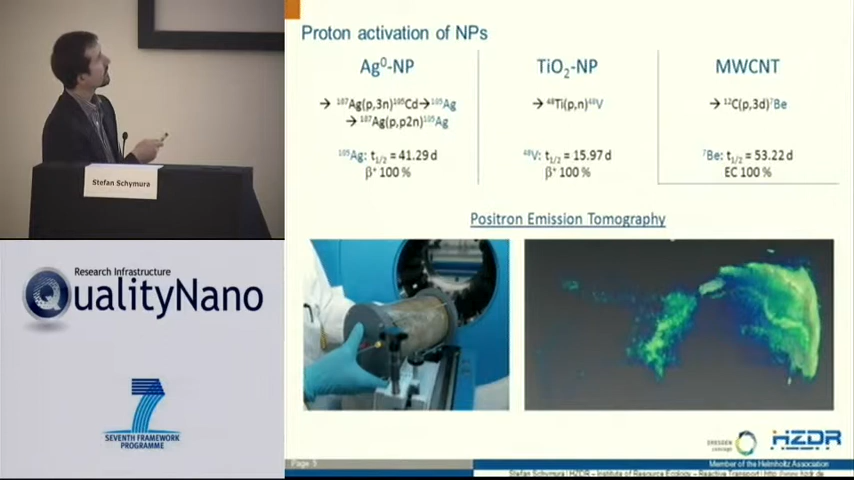 Proton activation of NPs
Ag⁰-NP
→ ¹⁰⁷Ag(p,3n)¹⁰⁵Cd→¹⁰⁵Ag
→ ¹⁰⁷Ag(p,p2n)¹⁰⁵Ag
¹⁰⁵Ag: t₁/₂ = 41.29 d
β⁺ 100 %
TiO₂-NP
→ ⁴⁸Ti(p,n)⁴⁸V
⁴⁸V: t₁/₂ = 15.97 d
β⁺ 100 %
MWCNT
→ ¹²C(p,3d)⁷Be
⁷Be: t₁/₂ = 53.22 d
EC 100 %
Positron Emission Tomography
Stefan Schymura
Research Infrastructure
QualityNano
7
SEVENTH FRAMEWORK
PROGRAMME
DRESDEN
concept
HZDR
Member of the Helmholtz Association
Page 5
Stefan Schymura | HZDR – Institute of Resource Ecology – Reactive Transport | http://www.hzdr.de